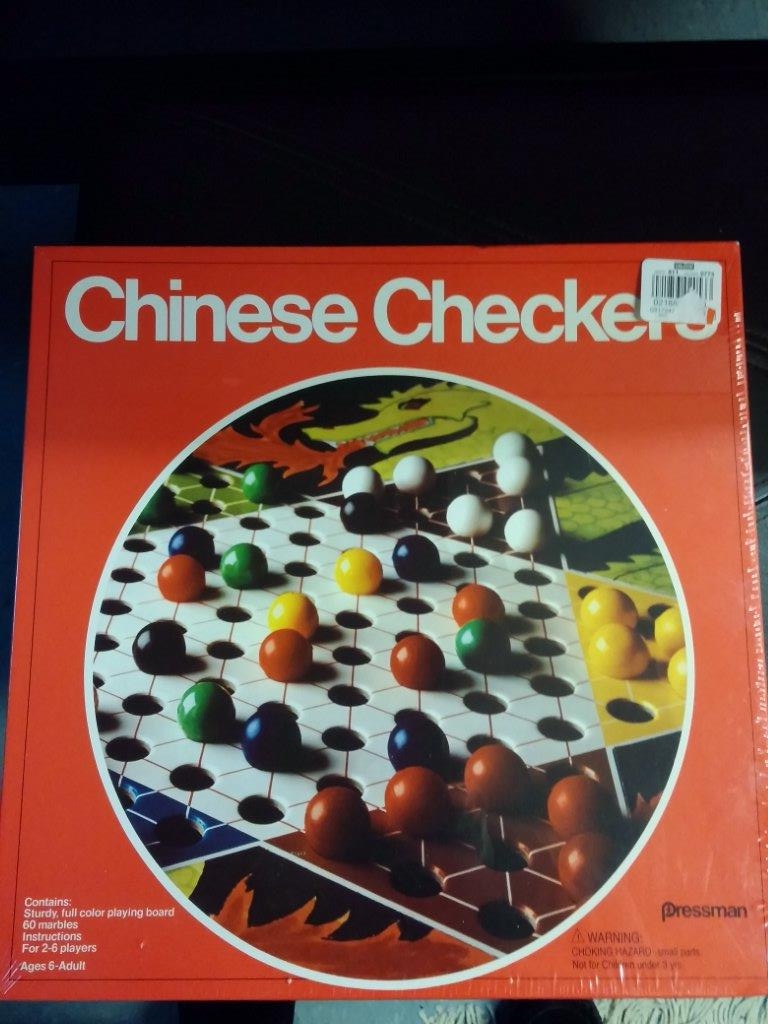 Chinese Checkers
Contains:
Sturdy, full color playing board
60 marbles
Instructions
For 2-6 players
Ages 6-Adult
Pressman
⚠ WARNING:
CHOKING HAZARD - small parts.
Not for Children under 3 yrs.